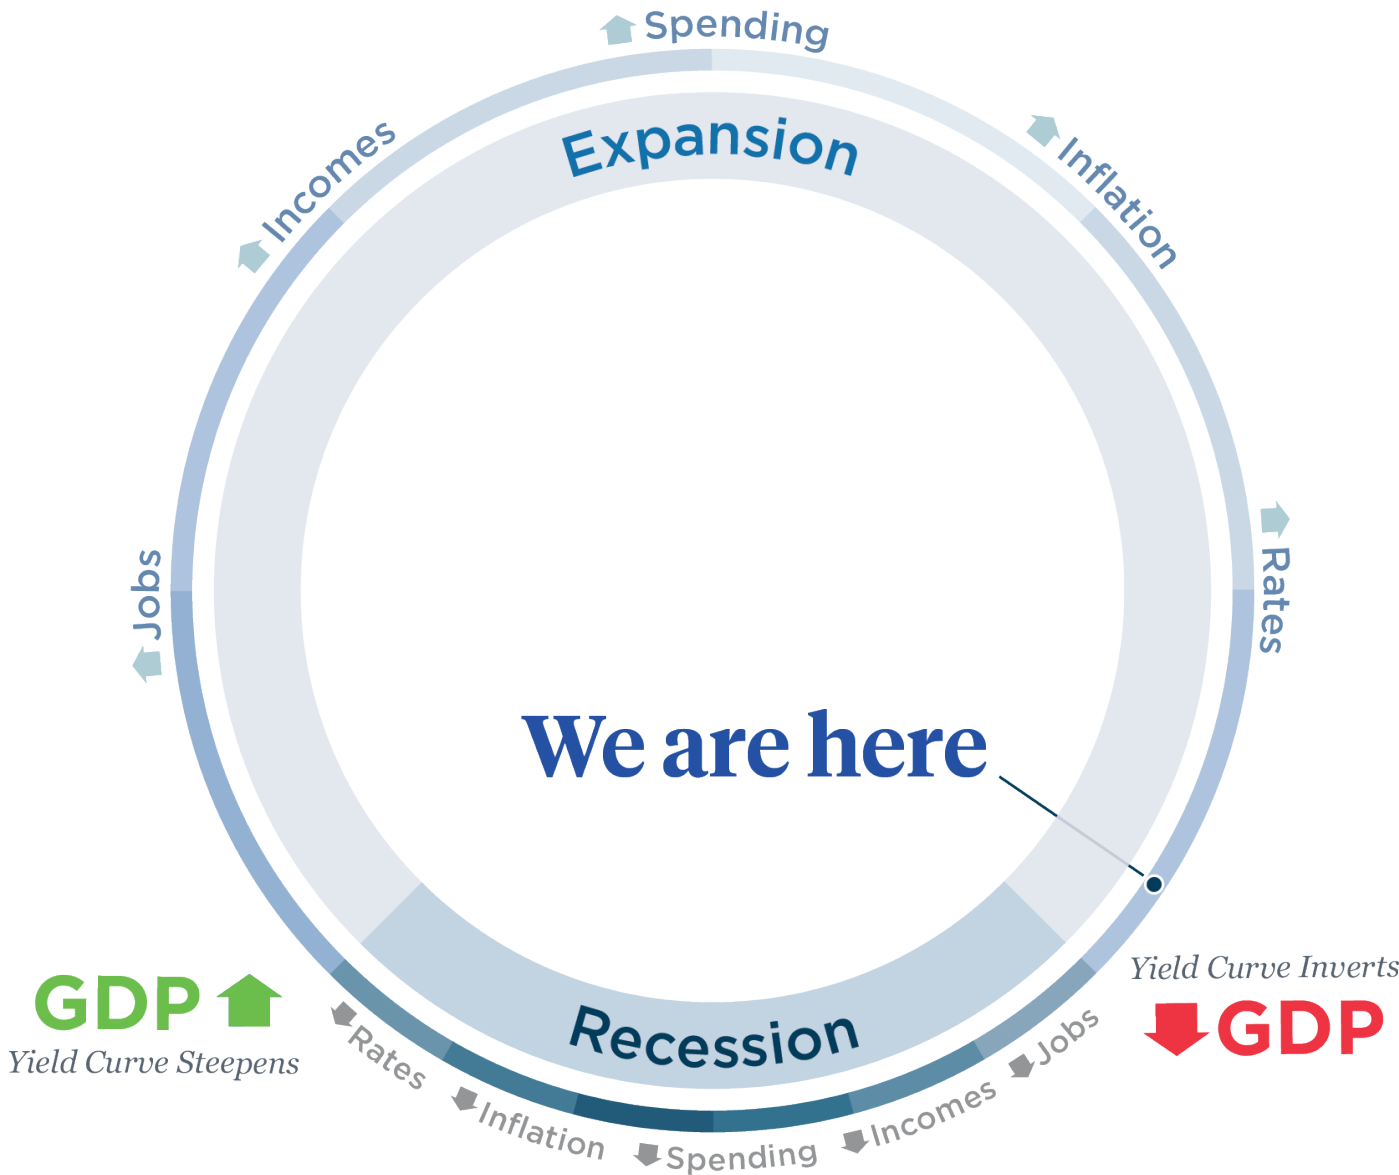 Spending
Expansion
Incomes
Inflation
Jobs
Rates
We are here
Yield Curve Inverts
GDP
GDP
Yield Curve Steepens
Recession
Rates
Inflation
Spending
Incomes
Jobs